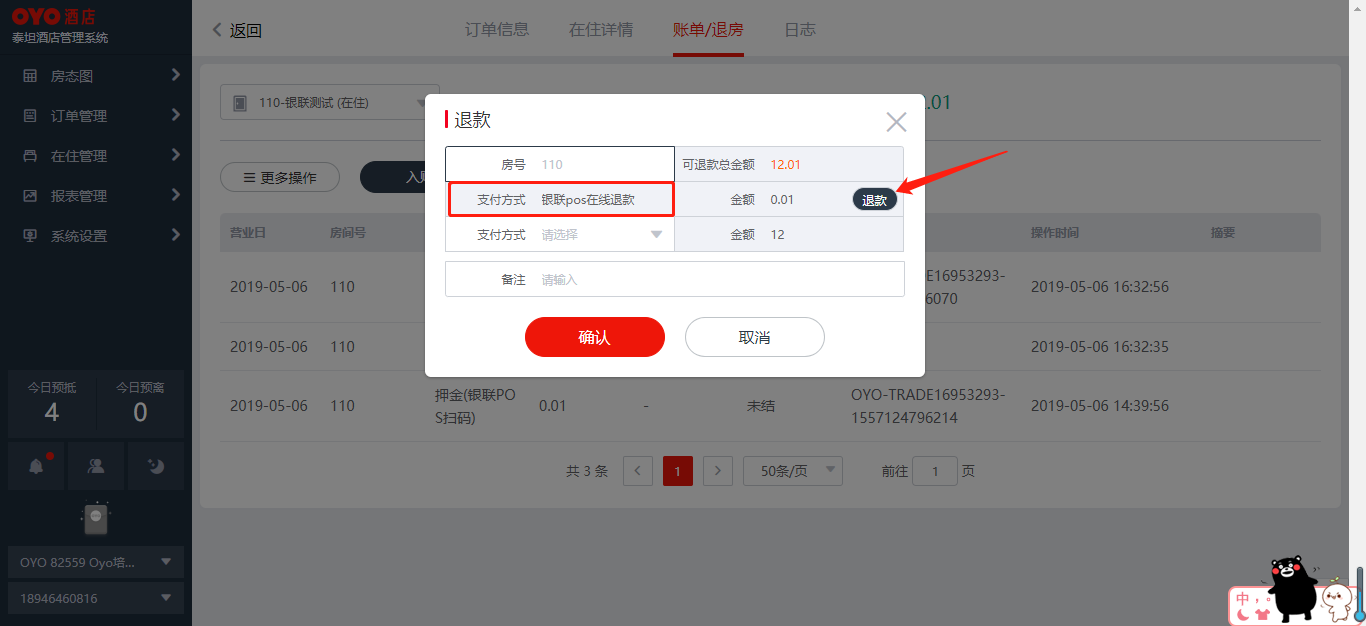 OYO 酒店
泰坦酒店管理系统
返回
订单信息
在住详情
账单/退房
日志
房态图
订单管理
在住管理
报表管理
系统设置
110-银联测试 (在住)
.01
更多操作
入账
营业日
房间号
操作时间
摘要
2019-05-06
110
E16953293-
6070
2019-05-06 16:32:56
2019-05-06
110
2019-05-06 16:32:35
2019-05-06
110
押金(银联PO
S扫码)
0.01
-
未结
OYO-TRADE16953293-
1557124796214
2019-05-06 14:39:56
共 3 条
1
50条/页
前往
1
页
退款
房号
110
可退款总金额
12.01
支付方式
银联pos在线退款
金额
0.01
退款
支付方式
请选择
金额
12
备注
请输入
确认
取消
今日预抵
4
今日预离
0
OYO 82559 Oyo培...
18946460816
中